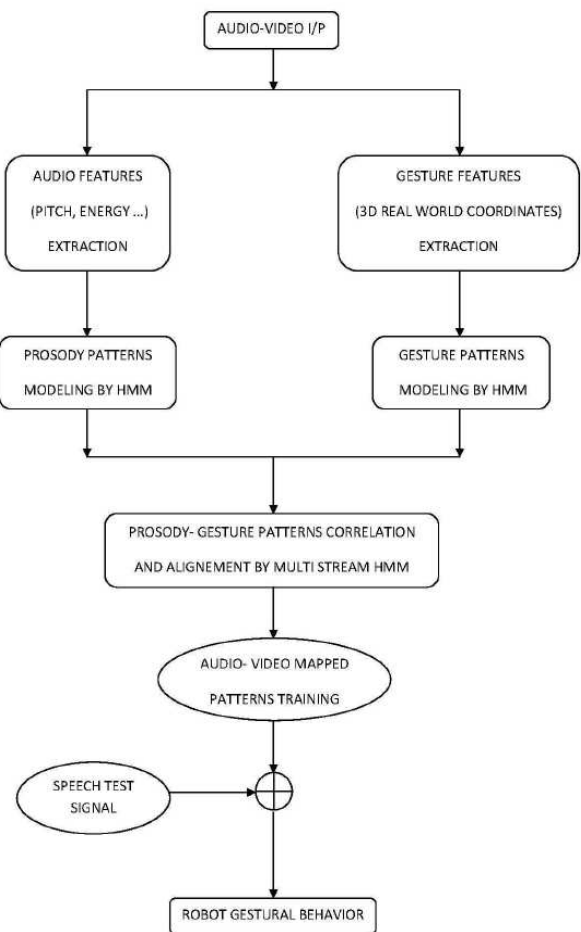 AUDIO-VIDEO I/P
AUDIO FEATURES
(PITCH, ENERGY ...)
EXTRACTION
GESTURE FEATURES
(3D REAL WORLD COORDINATES)
EXTRACTION
PROSODY PATTERNS
MODELING BY HMM
GESTURE PATTERNS
MODELING BY HMM
PROSODY- GESTURE PATTERNS CORRELATION
AND ALIGNEMENT BY MULTI STREAM HMM
AUDIO- VIDEO MAPPED
PATTERNS TRAINING
SPEECH TEST
SIGNAL
ROBOT GESTURAL BEHAVIOR